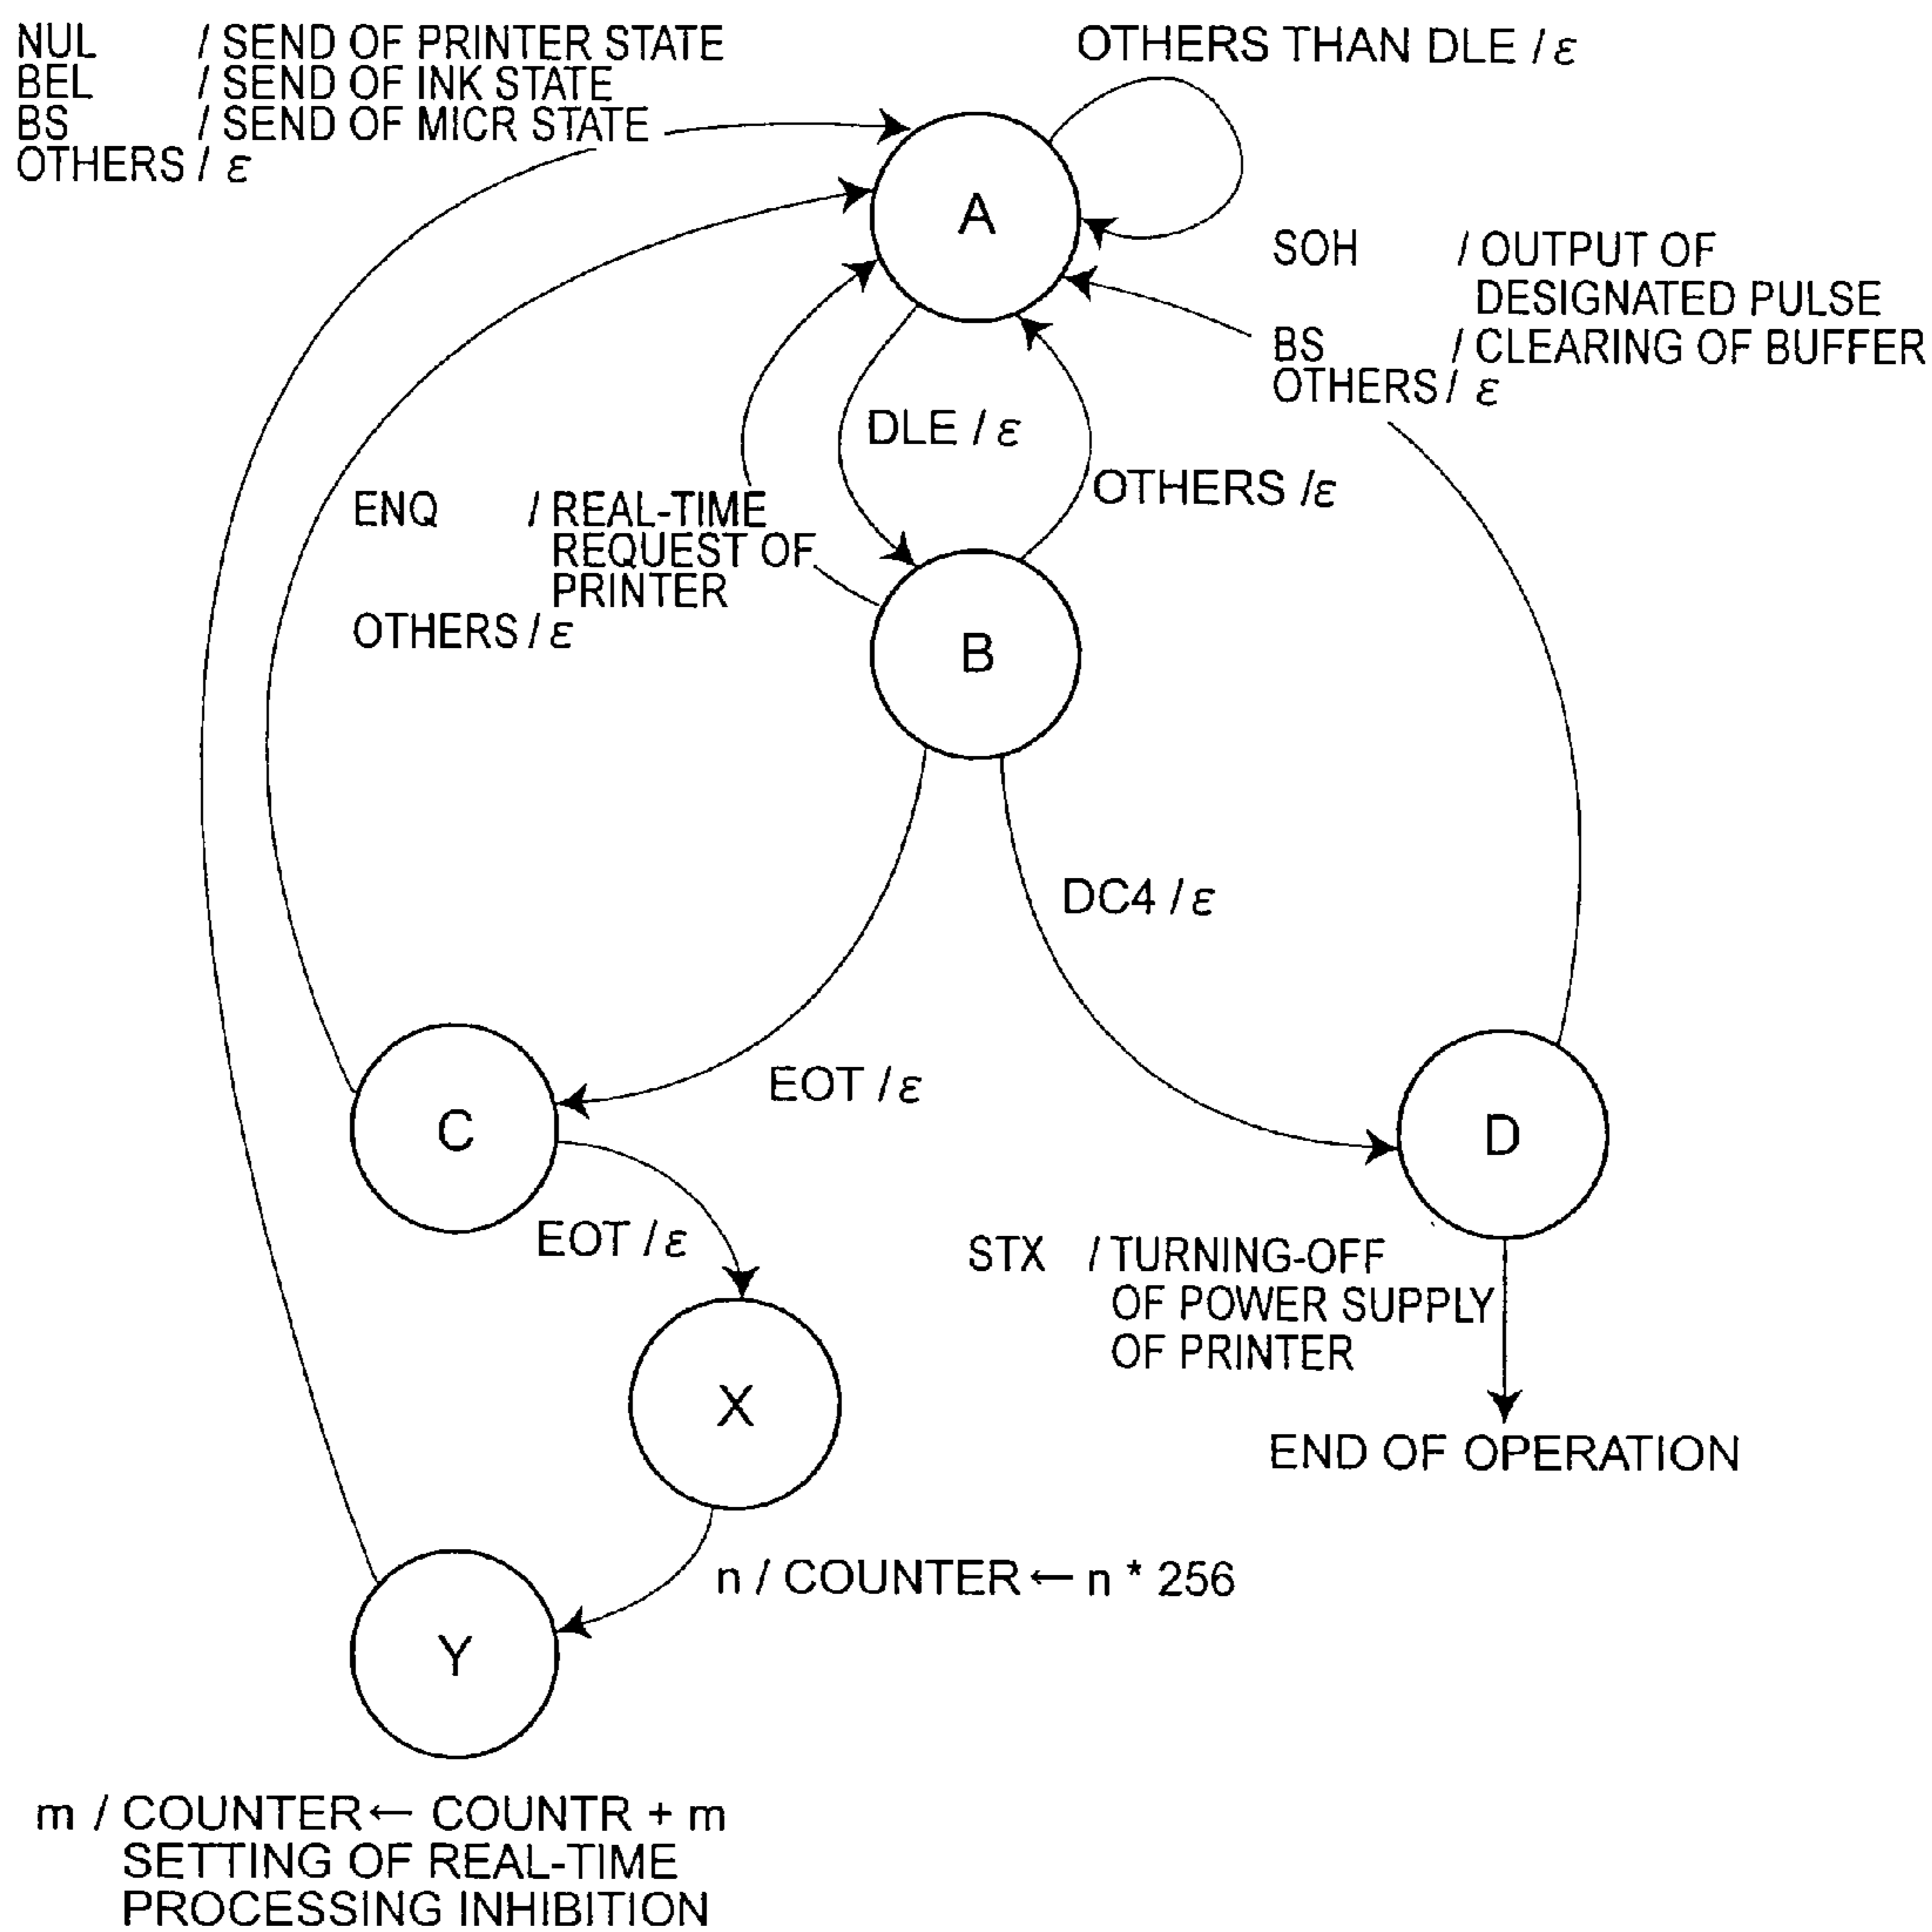 NUL / SEND OF PRINTER STATE
BEL / SEND OF INK STATE
BS / SEND OF MICR STATE
OTHERS / ε
OTHERS THAN DLE / ε
A
SOH / OUTPUT OF
DESIGNATED PULSE
BS / CLEARING OF BUFFER
OTHERS / ε
DLE / ε
OTHERS /ε
ENQ / REAL-TIME
REQUEST OF
PRINTER
OTHERS / ε
B
DC4 / ε
EOT / ε
C
D
EOT / ε
STX / TURNING-OFF
OF POWER SUPPLY
OF PRINTER
X
END OF OPERATION
n / COUNTER ← n * 256
Y
m / COUNTER ← COUNTR + m
SETTING OF REAL-TIME
PROCESSING INHIBITION